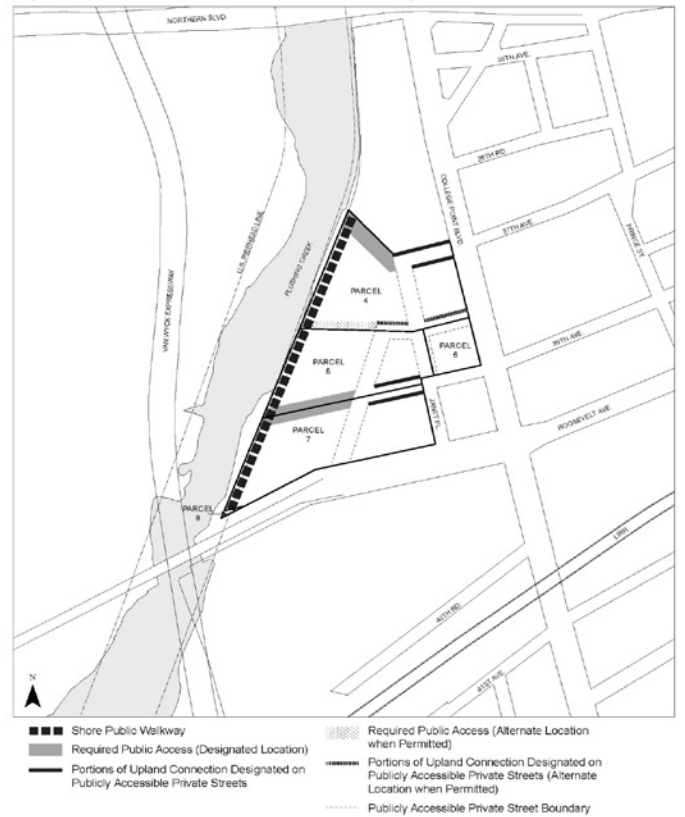 NORTHERN BLVD.
36TH AVE.
38TH RD.
COLLEGE POINT BLVD
37TH AVE.
PRINCE ST.
U.S. PIERHEAD LINE
FLUSHING CREEK
VAN WYCK EXPRESSWAY
PARCEL
4
39TH AVE.
PARCEL
5
PARCEL
6
JANET PL.
ROOSEVELT AVE.
PARCEL
7
PARCEL
8
LIRR
40TH RD.
41ST AVE.
N
Shore Public Walkway
Required Public Access (Designated Location)
Portions of Upland Connection Designated on
Publicly Accessible Private Streets
Required Public Access (Alternate Location
when Permitted)
Portions of Upland Connection Designated on
Publicly Accessible Private Streets (Alternate
Location when Permitted)
Publicly Accessible Private Street Boundary